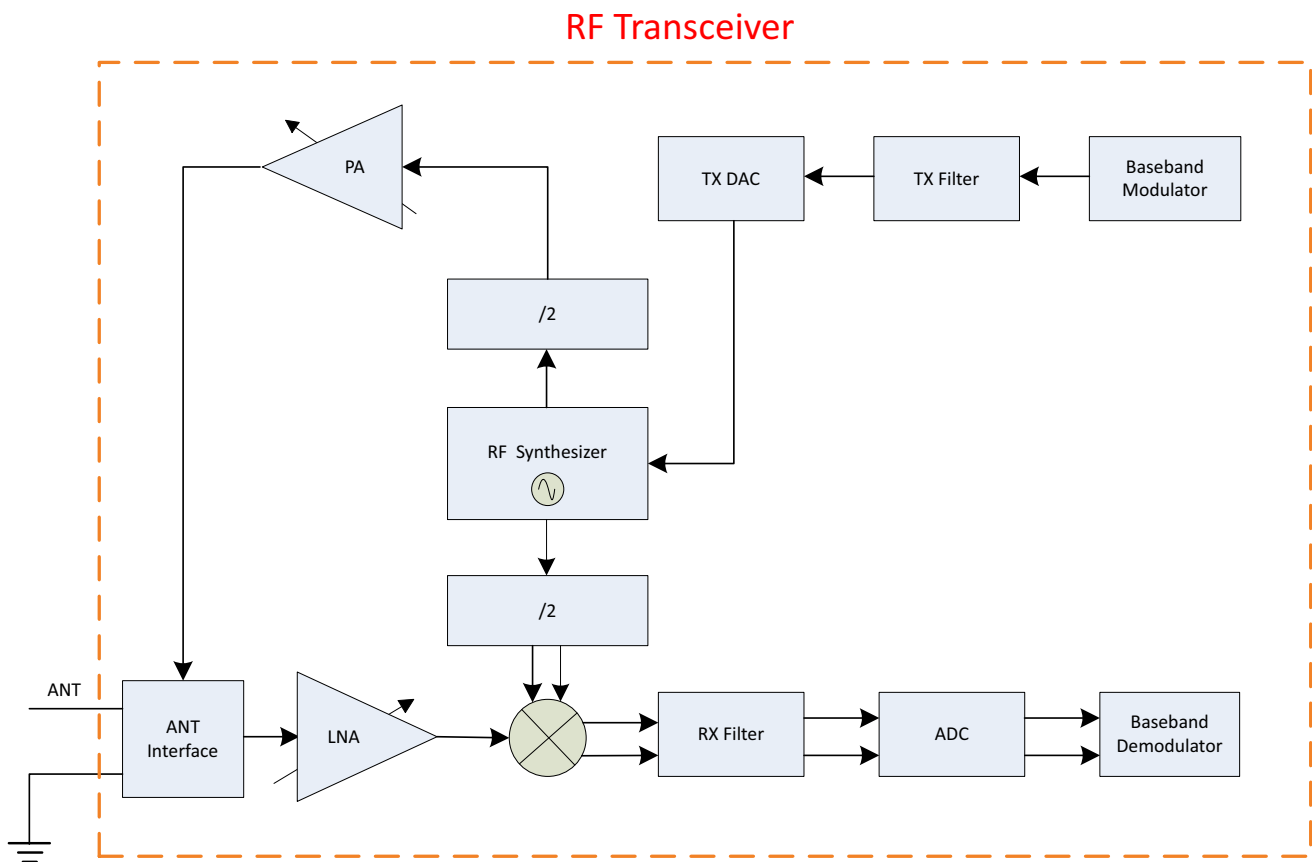 RF Transceiver
PA
TX DAC
TX Filter
Baseband
Modulator
/2
RF Synthesizer
/2
ANT
ANT
Interface
LNA
RX Filter
ADC
Baseband
Demodulator